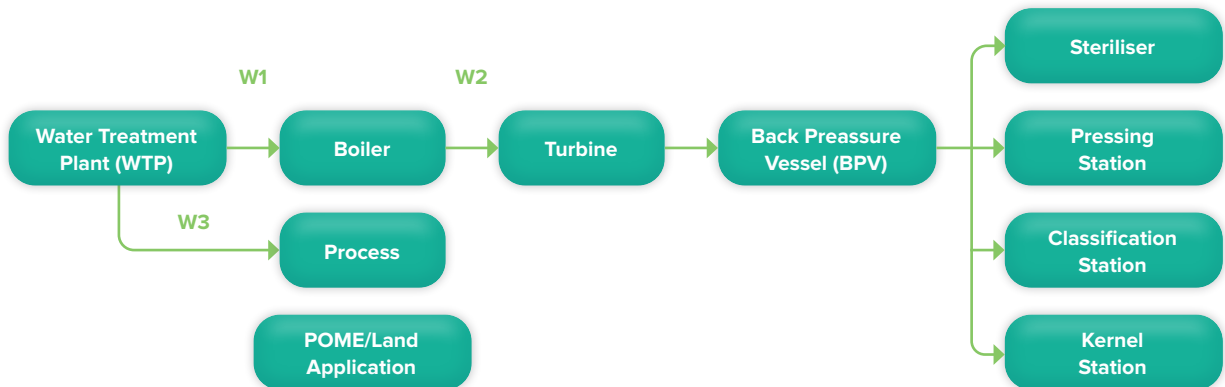 Steriliser
W1
W2
Water Treatment
Plant (WTP)
Boiler
Turbine
Back Preassure
Vessel (BPV)
Pressing
Station
W3
Process
Classification
Station
POME/Land
Application
Kernel
Station